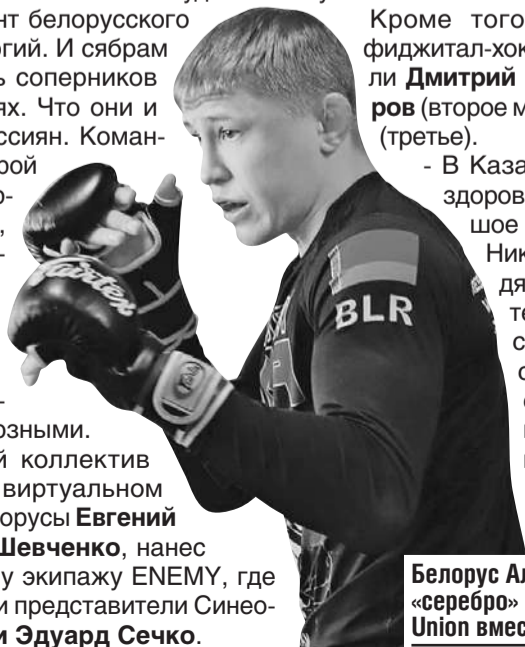 нт белорусского
огий. И сябрам
ь соперников
ях. Что они и
ссиян. Коман-
рой
о-
,
-
-
озными.
й коллектив
виртуальном
орусы Евгений
Шевченко, нанес
у экипажу ENEMY, где
и представители Синео-
и Эдуард Сечко.
Кроме того
фиджитал-хок
ли Дмитрий
ров (второе м
(третье).
- В Каза
здоров
шое
Ник
дя
те
с
Fairtex
BLR
Белорус Ал
«серебро»
Union вмес